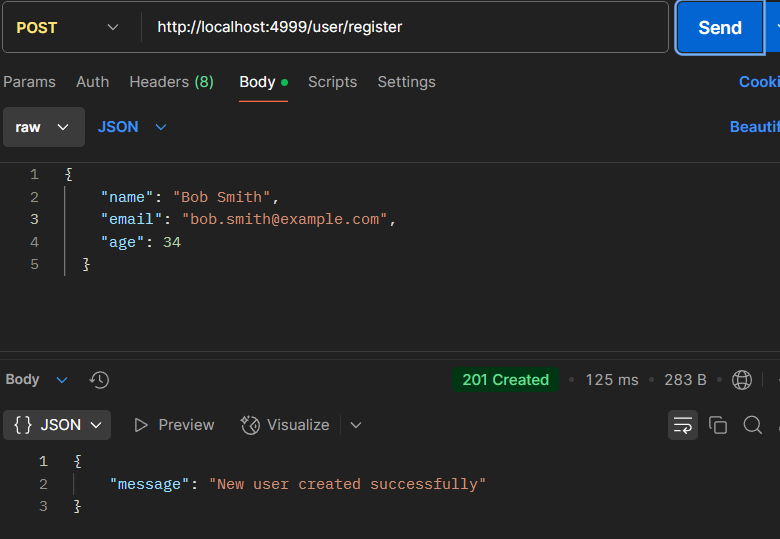 POST http://localhost:4999/user/register Send
Params Auth Headers (8) Body Scripts Settings Cooki
raw JSON Beautif
1 {
2 "name": "Bob Smith",
3 "email": "bob.smith@example.com",
4 "age": 34
5 }
Body 201 Created • 125 ms • 283 B •
{} JSON Preview Visualize
1 {
2 "message": "New user created successfully"
3 }